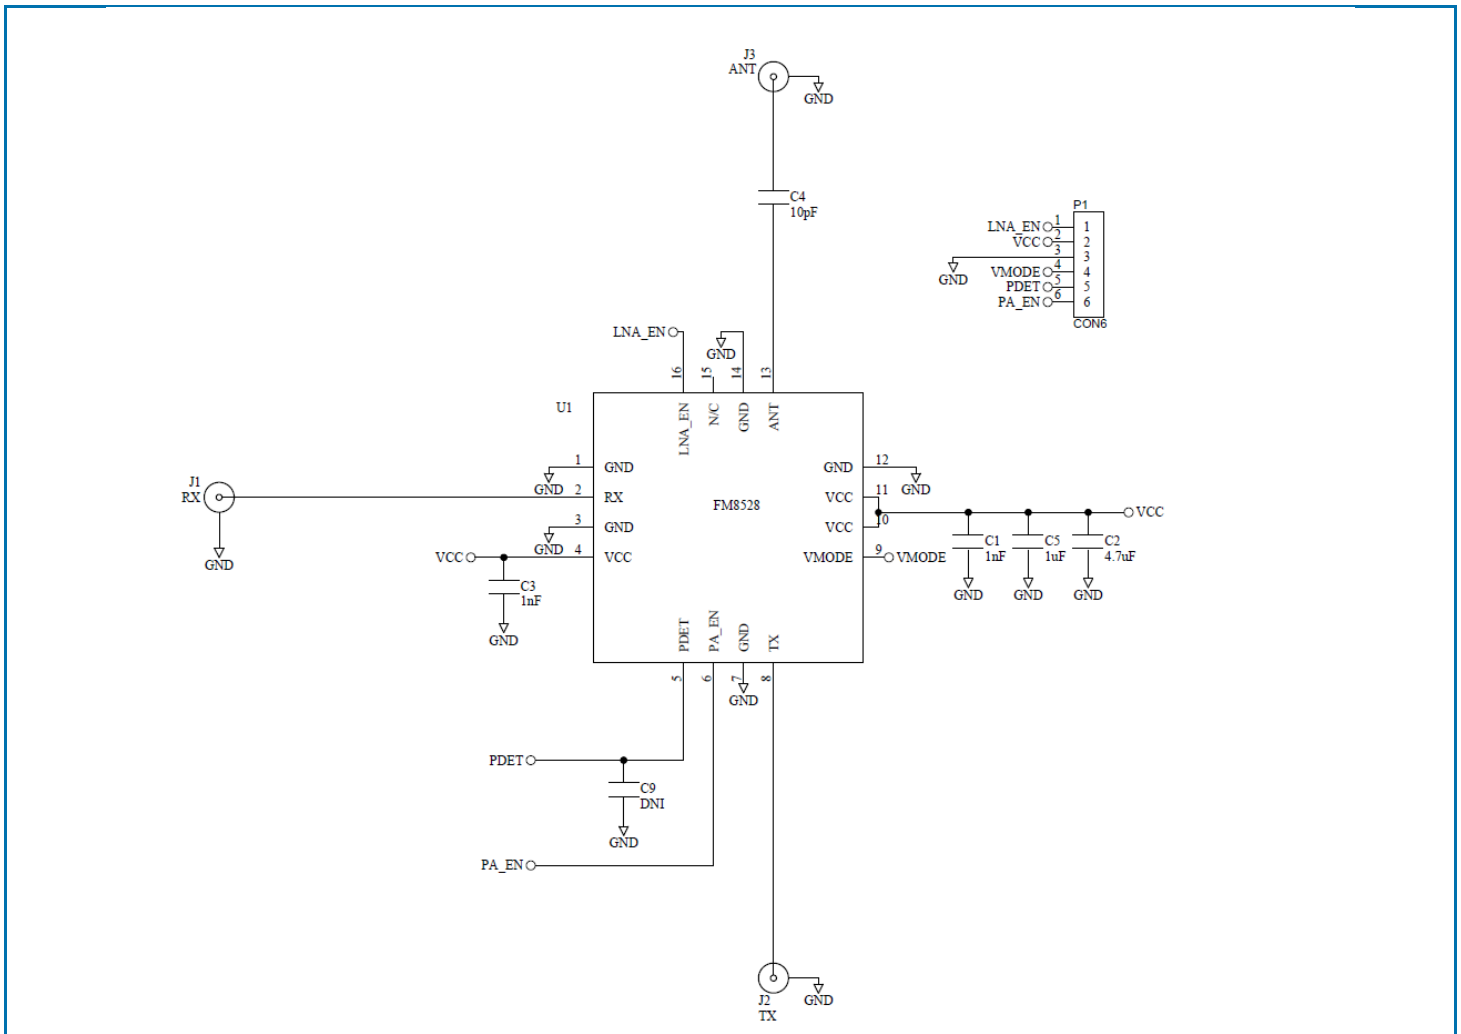 J3
ANT
GND
C4
10pF
P1
LNA_EN 1 1
VCC 2 2
3 3
GND
VMODE 4 4
PDET 5 5
PA_EN 6 6
CON6
LNA_EN
GND
16 15 14 13
U1
LNA_EN N/C GND ANT
1 GND
GND
GND 12
GND
J1
RX
2 RX
FM8528
VCC 11
3 GND
GND
VCC 10
VCC
VCC
4 VCC
VMODE 9 VMODE
C1
1nF
GND
C5
1uF
GND
C2
4.7uF
GND
GND
C3
1nF
GND
PDET PA_EN GND TX
5 6 7 8
GND
PDET
C9
DNI
GND
PA_EN
J2
TX
GND